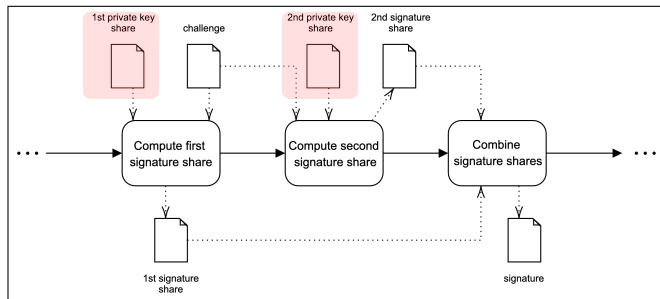 1st private key
share
challenge
2nd private key
share
2nd signature
share
Compute first
signature share
Compute second
signature share
Combine
signature shares
1st signature
share
signature